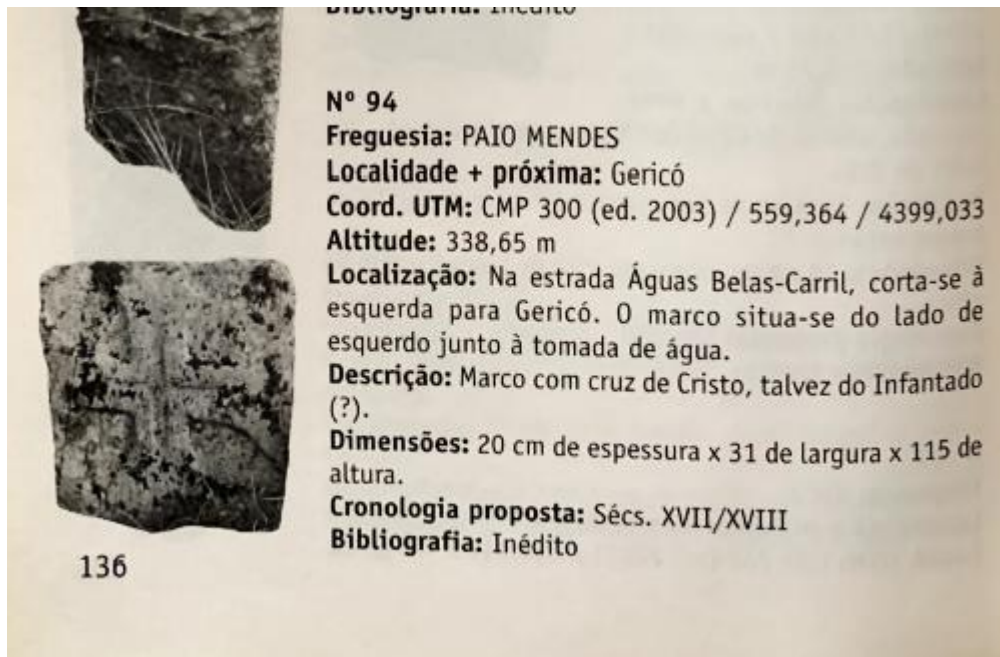 Bibliografia: Inédito
Nº 94
Freguesia: PAIO MENDES
Localidade + próxima: Gericó
Coord. UTM: CMP 300 (ed. 2003) / 559,364 / 4399,033
Altitude: 338,65 m
Localização: Na estrada Águas Belas-Carril, corta-se à
esquerda para Gericó. O marco situa-se do lado de
esquerdo junto à tomada de água.
Descrição: Marco com cruz de Cristo, talvez do Infantado
(?).
Dimensões: 20 cm de espessura x 31 de largura x 115 de
altura.
Cronologia proposta: Sécs. XVII/XVIII
Bibliografia: Inédito
136